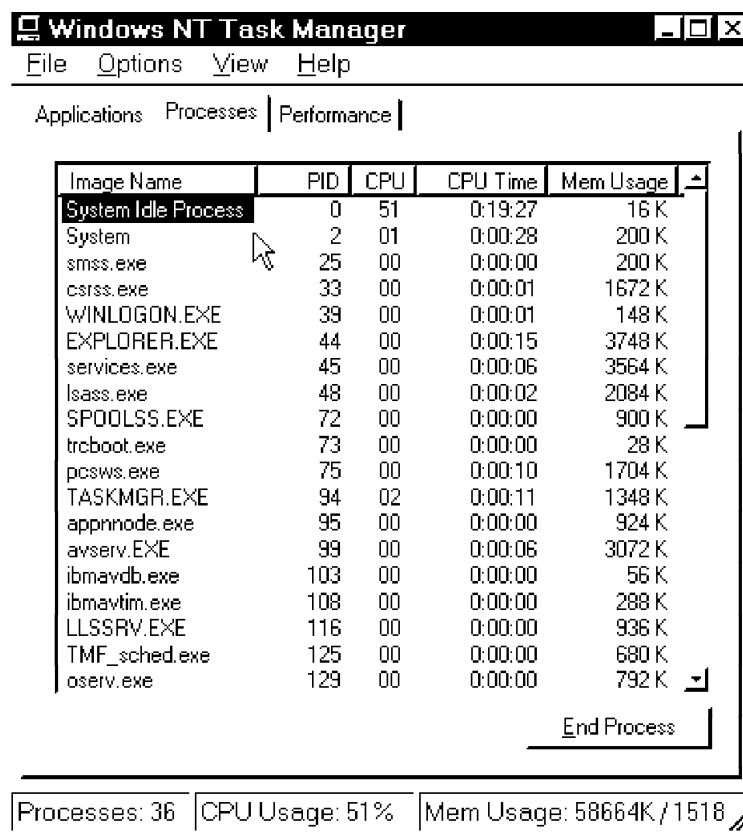 Windows NT Task Manager
File Options View Help
Applications Processes Performance
Image Name PID CPU CPU Time Mem Usage
System Idle Process 0 51 0:19:27 16 K
System 2 01 0:00:28 200 K
smss.exe 25 00 0:00:00 200 K
csrss.exe 33 00 0:00:01 1672 K
WINLOGON.EXE 39 00 0:00:01 148 K
EXPLORER.EXE 44 00 0:00:15 3748 K
services.exe 45 00 0:00:06 3564 K
lsass.exe 48 00 0:00:02 2084 K
SPOOLSS.EXE 72 00 0:00:00 900 K
trcboot.exe 73 00 0:00:00 28 K
pcsws.exe 75 00 0:00:10 1704 K
TASKMGR.EXE 94 02 0:00:11 1348 K
appnnode.exe 95 00 0:00:00 924 K
avserv.EXE 99 00 0:00:06 3072 K
ibmavdb.exe 103 00 0:00:00 56 K
ibmavtim.exe 108 00 0:00:00 288 K
LLSSRV.EXE 116 00 0:00:00 936 K
TMF_sched.exe 125 00 0:00:00 680 K
oserv.exe 129 00 0:00:00 792 K
End Process
Processes: 36 CPU Usage: 51% Mem Usage: 58664K / 1518